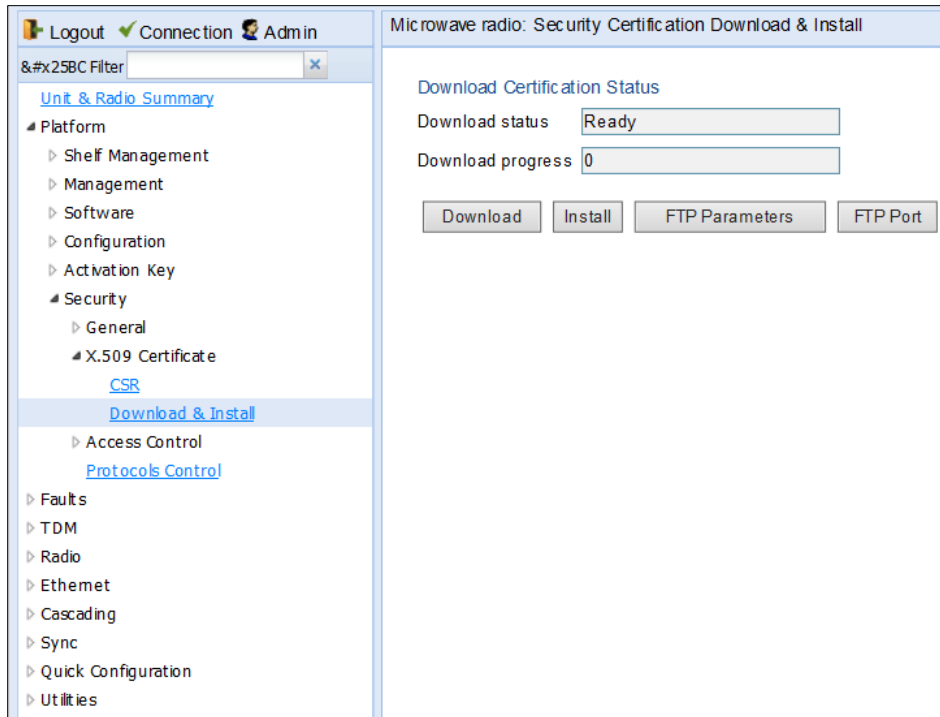 Logout Connection Admin
&#x25BC Filter
Unit & Radio Summary
Platform
Shelf Management
Management
Software
Configuration
Activation Key
Security
General
X.509 Certificate
CSR
Download & Install
Access Control
Protocols Control
Faults
TDM
Radio
Ethernet
Cascading
Sync
Quick Configuration
Utilities
Microwave radio: Security Certification Download & Install
Download Certification Status
Download status Ready
Download progress 0
Download Install FTP Parameters FTP Port